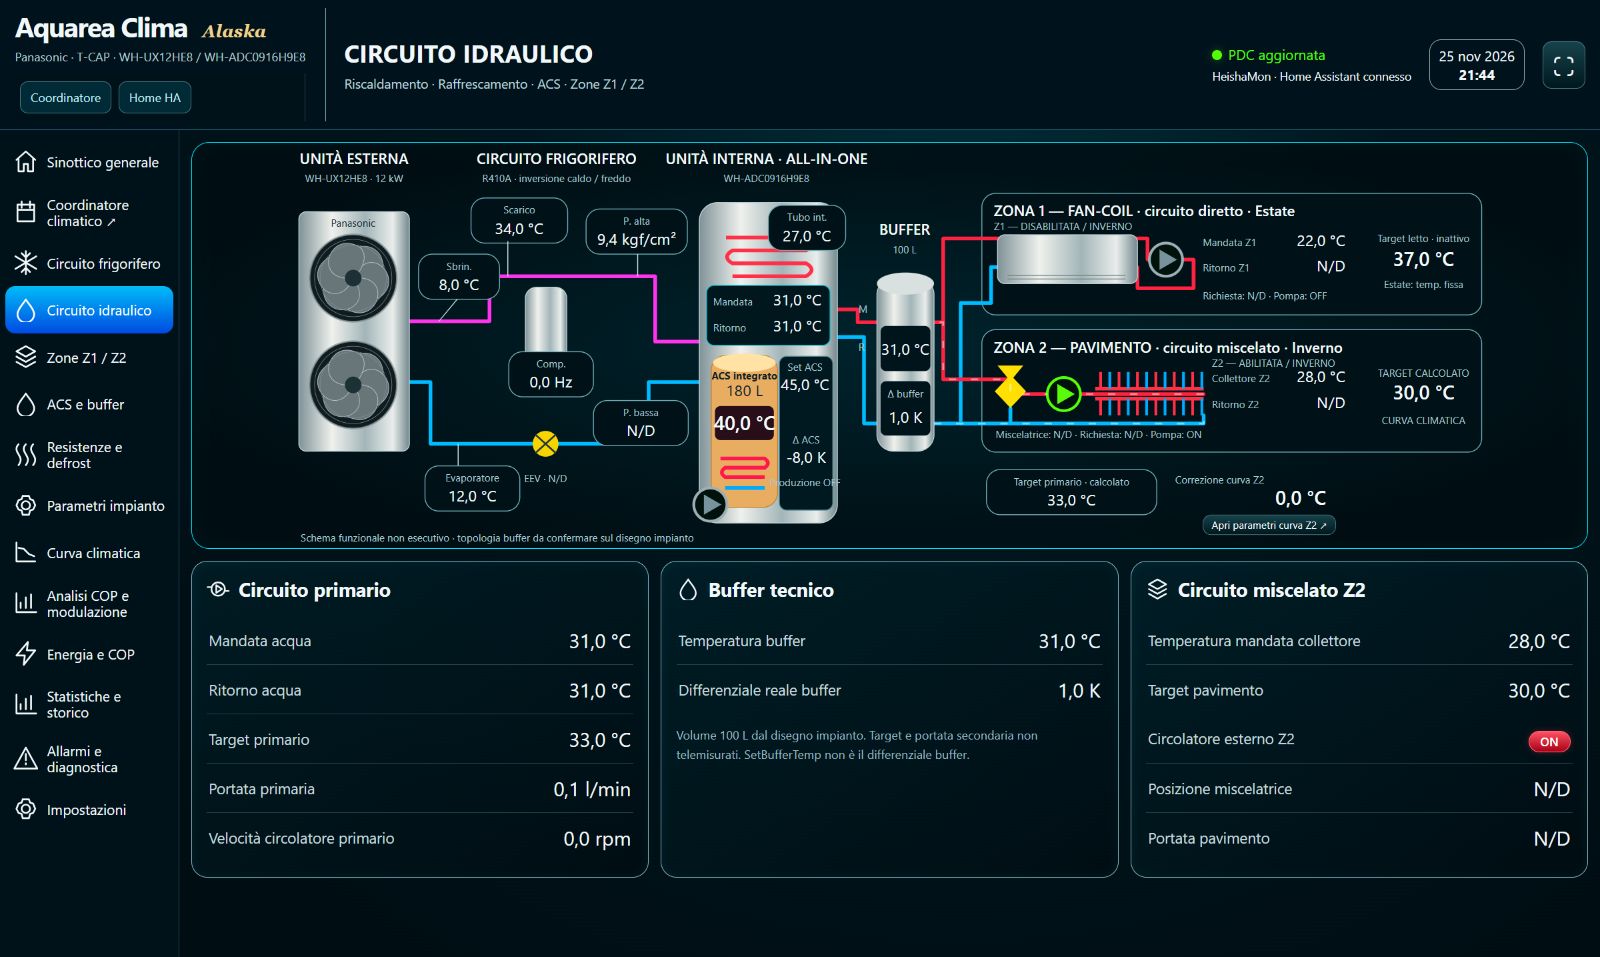 Aquarea Clima Alaska
Panasonic · T-CAP · WH-UX12HE8 / WH-ADC0916H9E8
Coordinatore
Home HA
CIRCUITO IDRAULICO
Riscaldamento · Raffrescamento · ACS · Zone Z1 / Z2
PDC aggiornata
HeishaMon · Home Assistant connesso
25 nov 2026
21:44
Sinottico generale
Coordinatore
climatico ↗
Circuito frigorifero
Circuito idraulico
Zone Z1 / Z2
ACS e buffer
Resistenze e
defrost
Parametri impianto
Curva climatica
Analisi COP e
modulazione
Energia e COP
Statistiche e
storico
Allarmi e
diagnostica
Impostazioni
UNITÀ ESTERNA
WH-UX12HE8 · 12 kW
CIRCUITO FRIGORIFERO
R410A · inversione caldo / freddo
UNITÀ INTERNA · ALL-IN-ONE
WH-ADC0916H9E8
Panasonic
Scarico
34,0 °C
P. alta
9,4 kgf/cm²
Sbrin.
8,0 °C
Comp.
0,0 Hz
P. bassa
N/D
Evaporatore
12,0 °C
EEV · N/D
Tubo int.
27,0 °C
Mandata 31,0 °C
Ritorno 31,0 °C
ACS integrato
180 L
40,0 °C
Set ACS
45,0 °C
Δ ACS
-8,0 K
Produzione OFF
M
R
BUFFER
100 L
31,0 °C
Δ buffer
1,0 K
ZONA 1 — FAN-COIL · circuito diretto · Estate
Z1 — DISABILITATA / INVERNO
Mandata Z1 22,0 °C
Ritorno Z1 N/D
Richiesta: N/D · Pompa: OFF
Target letto · inattivo
37,0 °C
Estate: temp. fissa
ZONA 2 — PAVIMENTO · circuito miscelato · Inverno
Z2 — ABILITATA / INVERNO
Collettore Z2 28,0 °C
Ritorno Z2 N/D
Miscelatrice: N/D · Richiesta: N/D · Pompa: ON
TARGET CALCOLATO
30,0 °C
CURVA CLIMATICA
Target primario · calcolato
33,0 °C
Correzione curva Z2
0,0 °C
Apri parametri curva Z2 ↗
Schema funzionale non esecutivo · topologia buffer da confermare sul disegno impianto
Circuito primario
Mandata acqua 31,0 °C
Ritorno acqua 31,0 °C
Target primario 33,0 °C
Portata primaria 0,1 l/min
Velocità circolatore primario 0,0 rpm
Buffer tecnico
Temperatura buffer 31,0 °C
Differenziale reale buffer 1,0 K
Volume 100 L dal disegno impianto. Target e portata secondaria non
telemisurati. SetBufferTemp non è il differenziale buffer.
Circuito miscelato Z2
Temperatura mandata collettore 28,0 °C
Target pavimento 30,0 °C
Circolatore esterno Z2 ON
Posizione miscelatrice N/D
Portata pavimento N/D